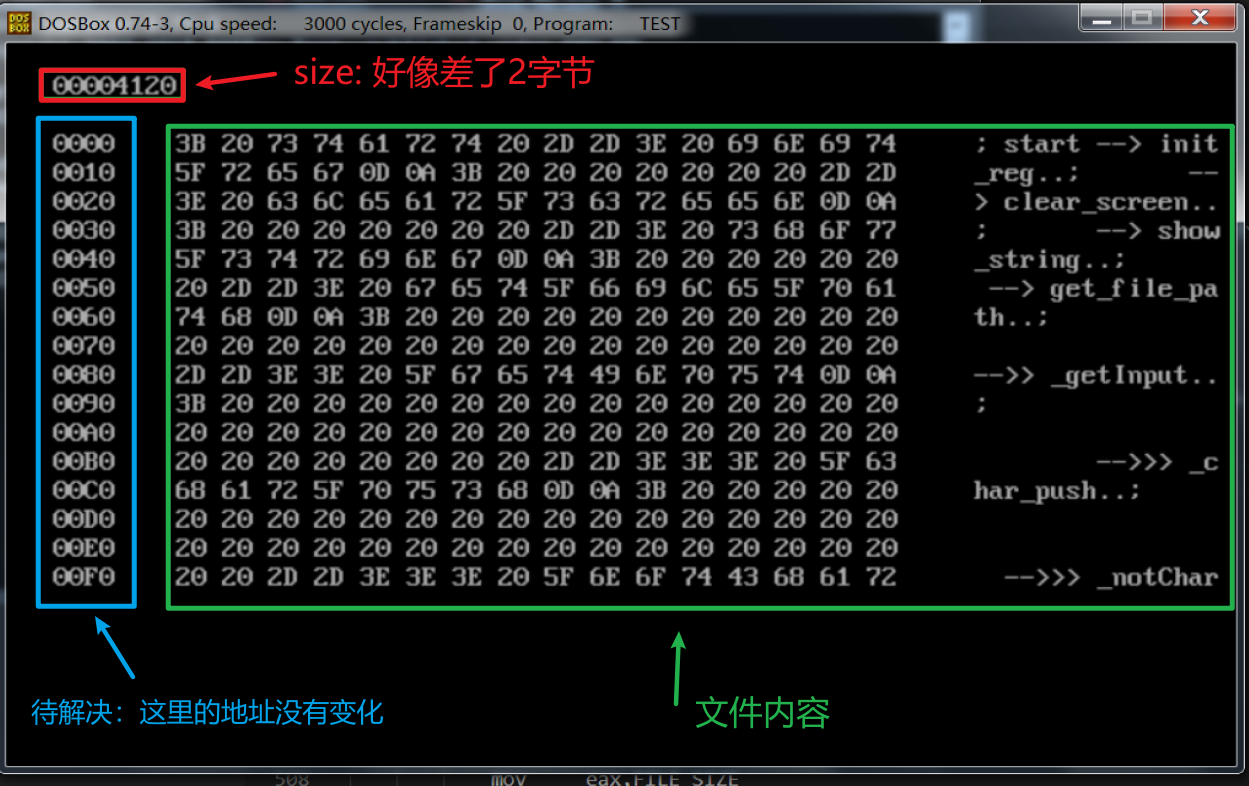 DOSBox 0.74-3, Cpu speed: 3000 cycles, Frameskip 0, Program: TEST
00004120 size: 好像差了2字节
0000 3B 20 73 74 61 72 74 20 2D 2D 3E 20 69 6E 69 74 ; start --> init
0010 5F 72 65 67 0D 0A 3B 20 20 20 20 20 20 20 2D 2D _reg..; --
0020 3E 20 63 6C 65 61 72 5F 73 63 72 65 65 6E 0D 0A > clear_screen..
0030 3B 20 20 20 20 20 20 20 2D 2D 3E 20 73 68 6F 77 ; --> show
0040 5F 73 74 72 69 6E 67 0D 0A 3B 20 20 20 20 20 20 _string..;
0050 20 2D 2D 3E 20 67 65 74 5F 66 69 6C 65 5F 70 61 --> get_file_pa
0060 74 68 0D 0A 3B 20 20 20 20 20 20 20 20 20 20 20 th..;
0070 20 20 20 20 20 20 20 20 20 20 20 20 20 20 20 20
0080 2D 2D 3E 3E 20 5F 67 65 74 49 6E 70 75 74 0D 0A -->> _getInput..
0090 3B 20 20 20 20 20 20 20 20 20 20 20 20 20 20 20 ;
00A0 20 20 20 20 20 20 20 20 20 20 20 20 20 20 20 20
00B0 20 20 20 20 20 20 20 20 2D 2D 3E 3E 3E 20 5F 63 -->>> _c
00C0 68 61 72 5F 70 75 73 68 0D 0A 3B 20 20 20 20 20 har_push..;
00D0 20 20 20 20 20 20 20 20 20 20 20 20 20 20 20 20
00E0 20 20 20 20 20 20 20 20 20 20 20 20 20 20 20 20
00F0 20 20 2D 2D 3E 3E 3E 20 5F 6E 6F 74 43 68 61 72 -->>> _notChar
待解决：这里的地址没有变化
文件内容
508 mov eax,FILE_SIZE